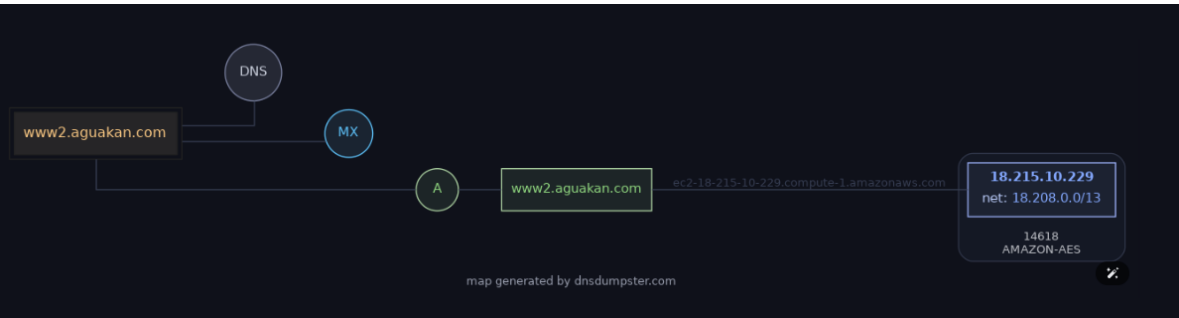 DNS
www2.aguakan.com
MX
A
www2.aguakan.com
ec2-18-215-10-229.compute-1.amazonaws.com
18.215.10.229
net: 18.208.0.0/13
14618
AMAZON-AES
map generated by dnsdumpster.com